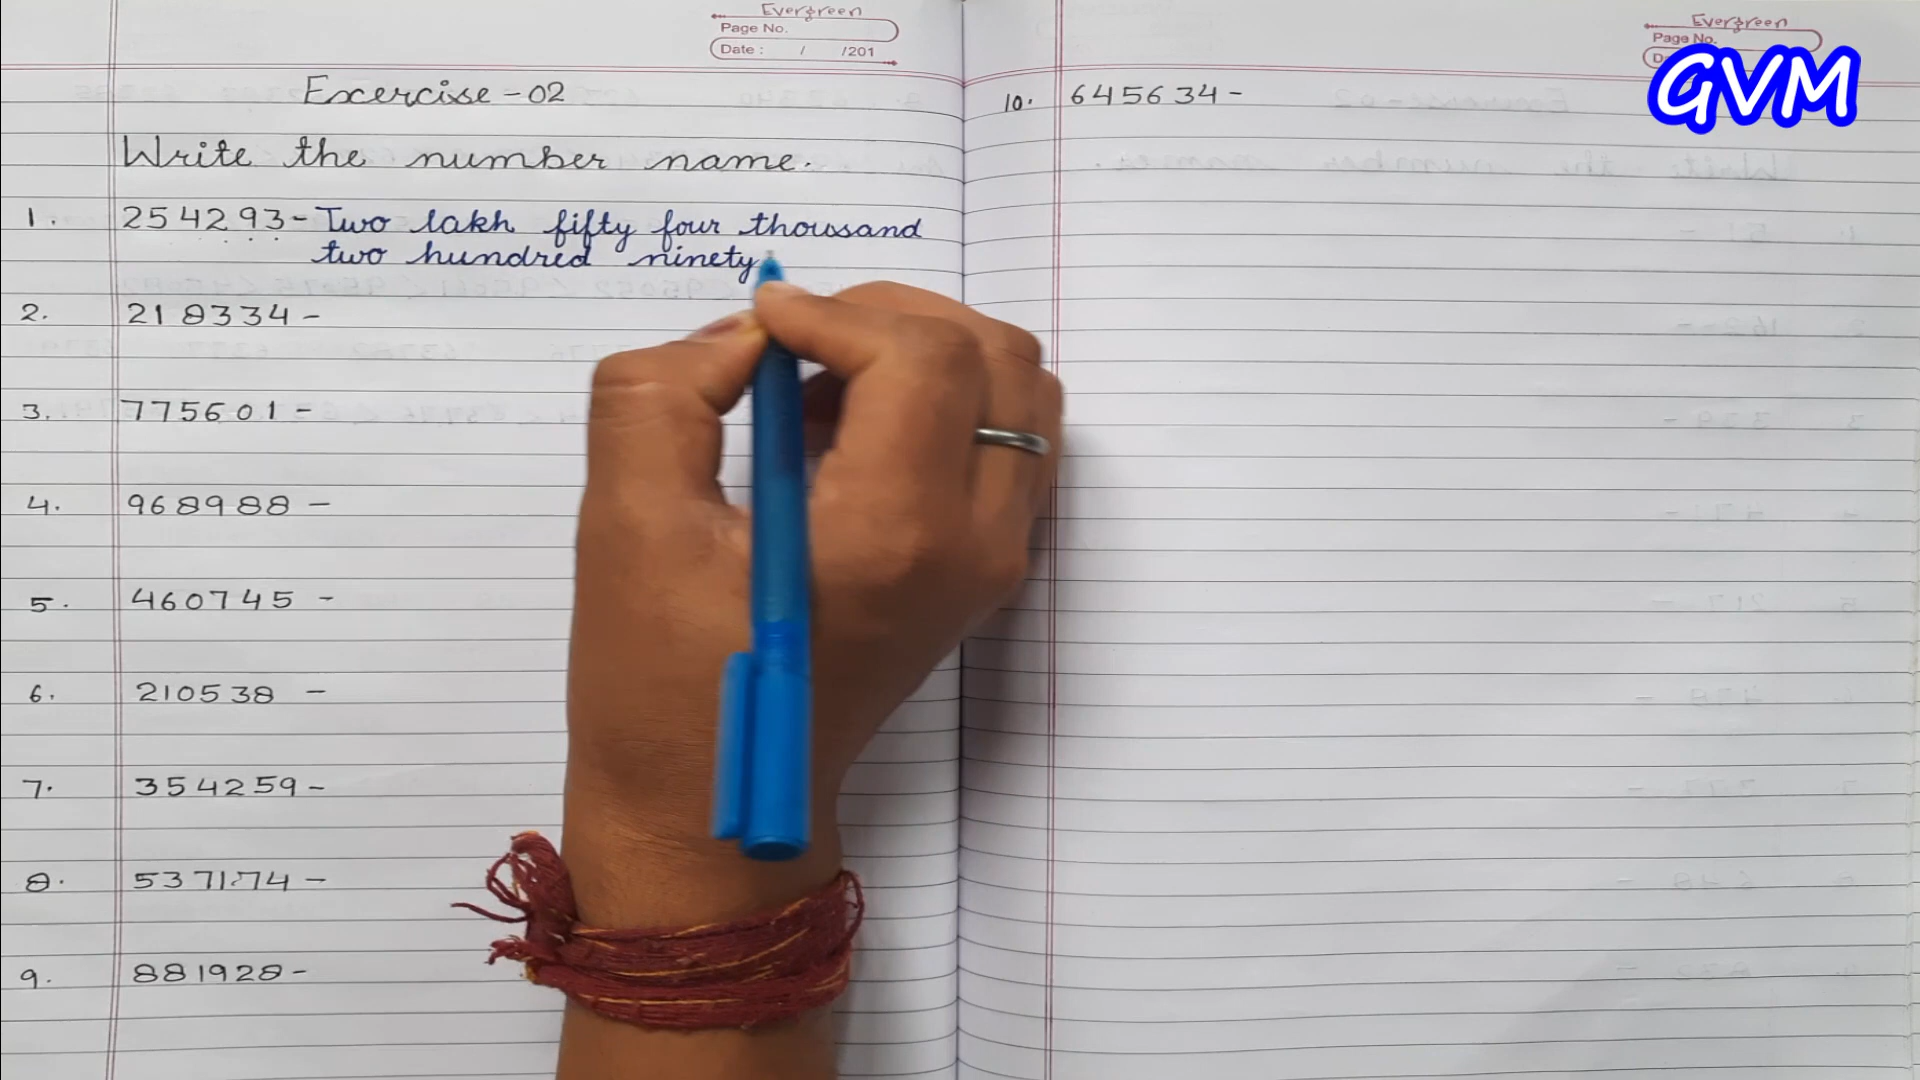 Evergreen
Page No.
Date : / /201
Excercise - 02
Write the number name.
1. 254293 - Two lakh fifty four thousand
two hundred ninety
2. 218334 -
3. 775601 -
4. 968988 -
5. 460745 -
6. 210538 -
7. 354259 -
8. 537174 -
9. 881928 -
Evergreen
Page No.
GVM
10. 645634 -